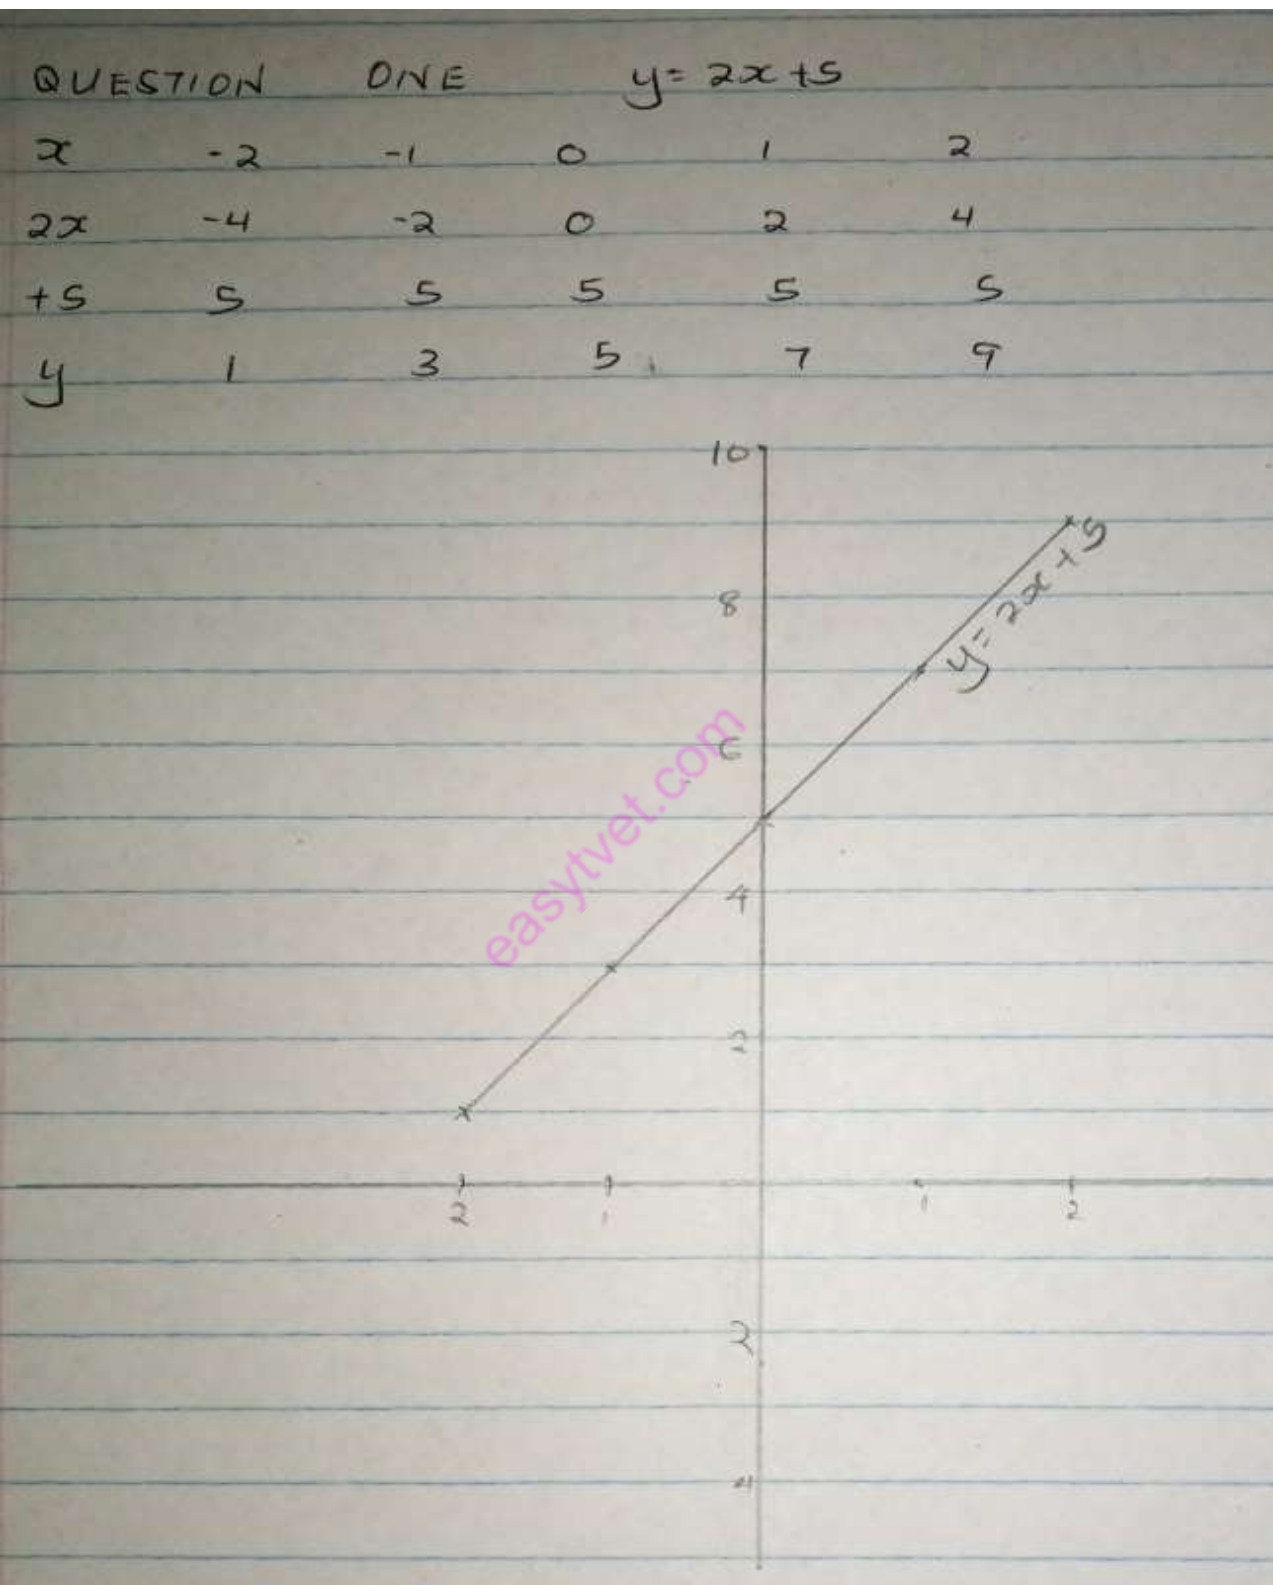 QUESTION ONE y = 2x + 5
x -2 -1 0 1 2
2x -4 -2 0 2 4
+5 5 5 5 5 5
y 1 3 5 7 9
10
y = 2x + 5
8
6
easytvet.com
4
2
2 1 1 2
2
4